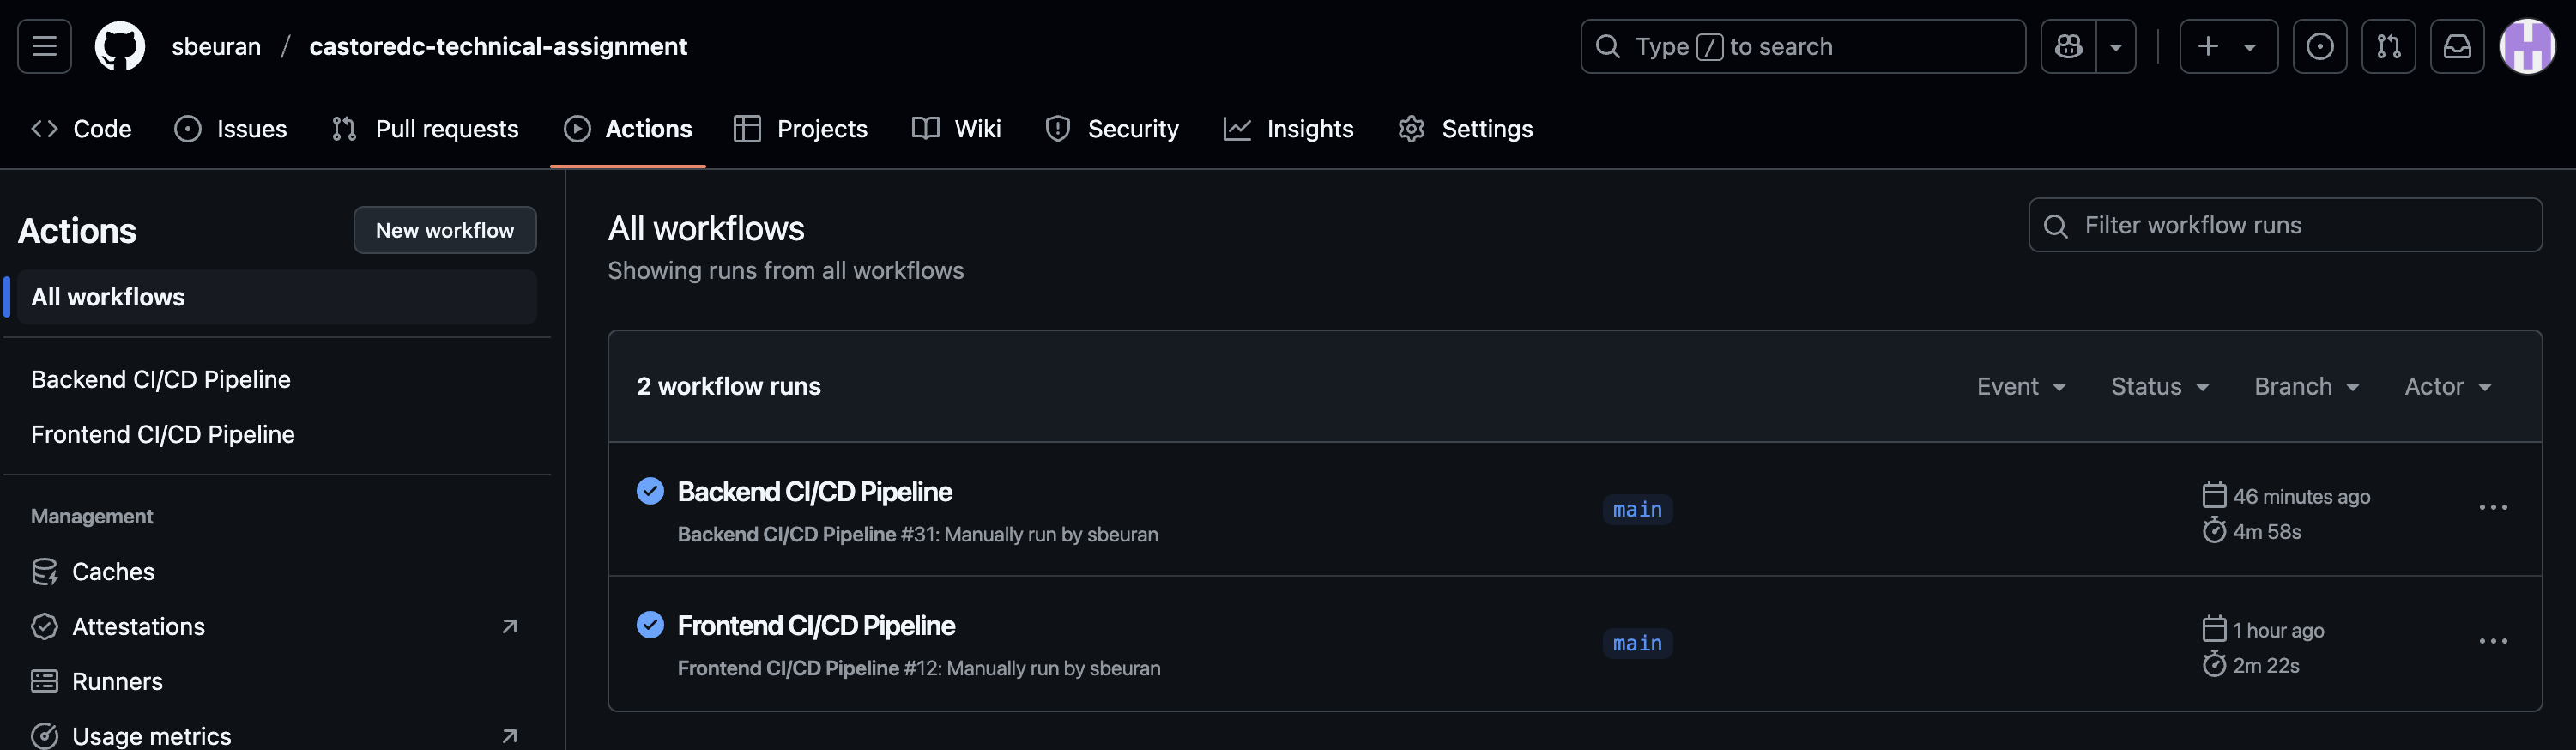 sbeuran / castoredc-technical-assignment
Type / to search
Code Issues Pull requests Actions Projects Wiki Security Insights Settings
Actions
New workflow
All workflows
Backend CI/CD Pipeline
Frontend CI/CD Pipeline
Management
Caches
Attestations
Runners
Usage metrics
All workflows
Showing runs from all workflows
Filter workflow runs
2 workflow runs
Event Status Branch Actor
Backend CI/CD Pipeline
Backend CI/CD Pipeline #31: Manually run by sbeuran
main
46 minutes ago
4m 58s
Frontend CI/CD Pipeline
Frontend CI/CD Pipeline #12: Manually run by sbeuran
main
1 hour ago
2m 22s